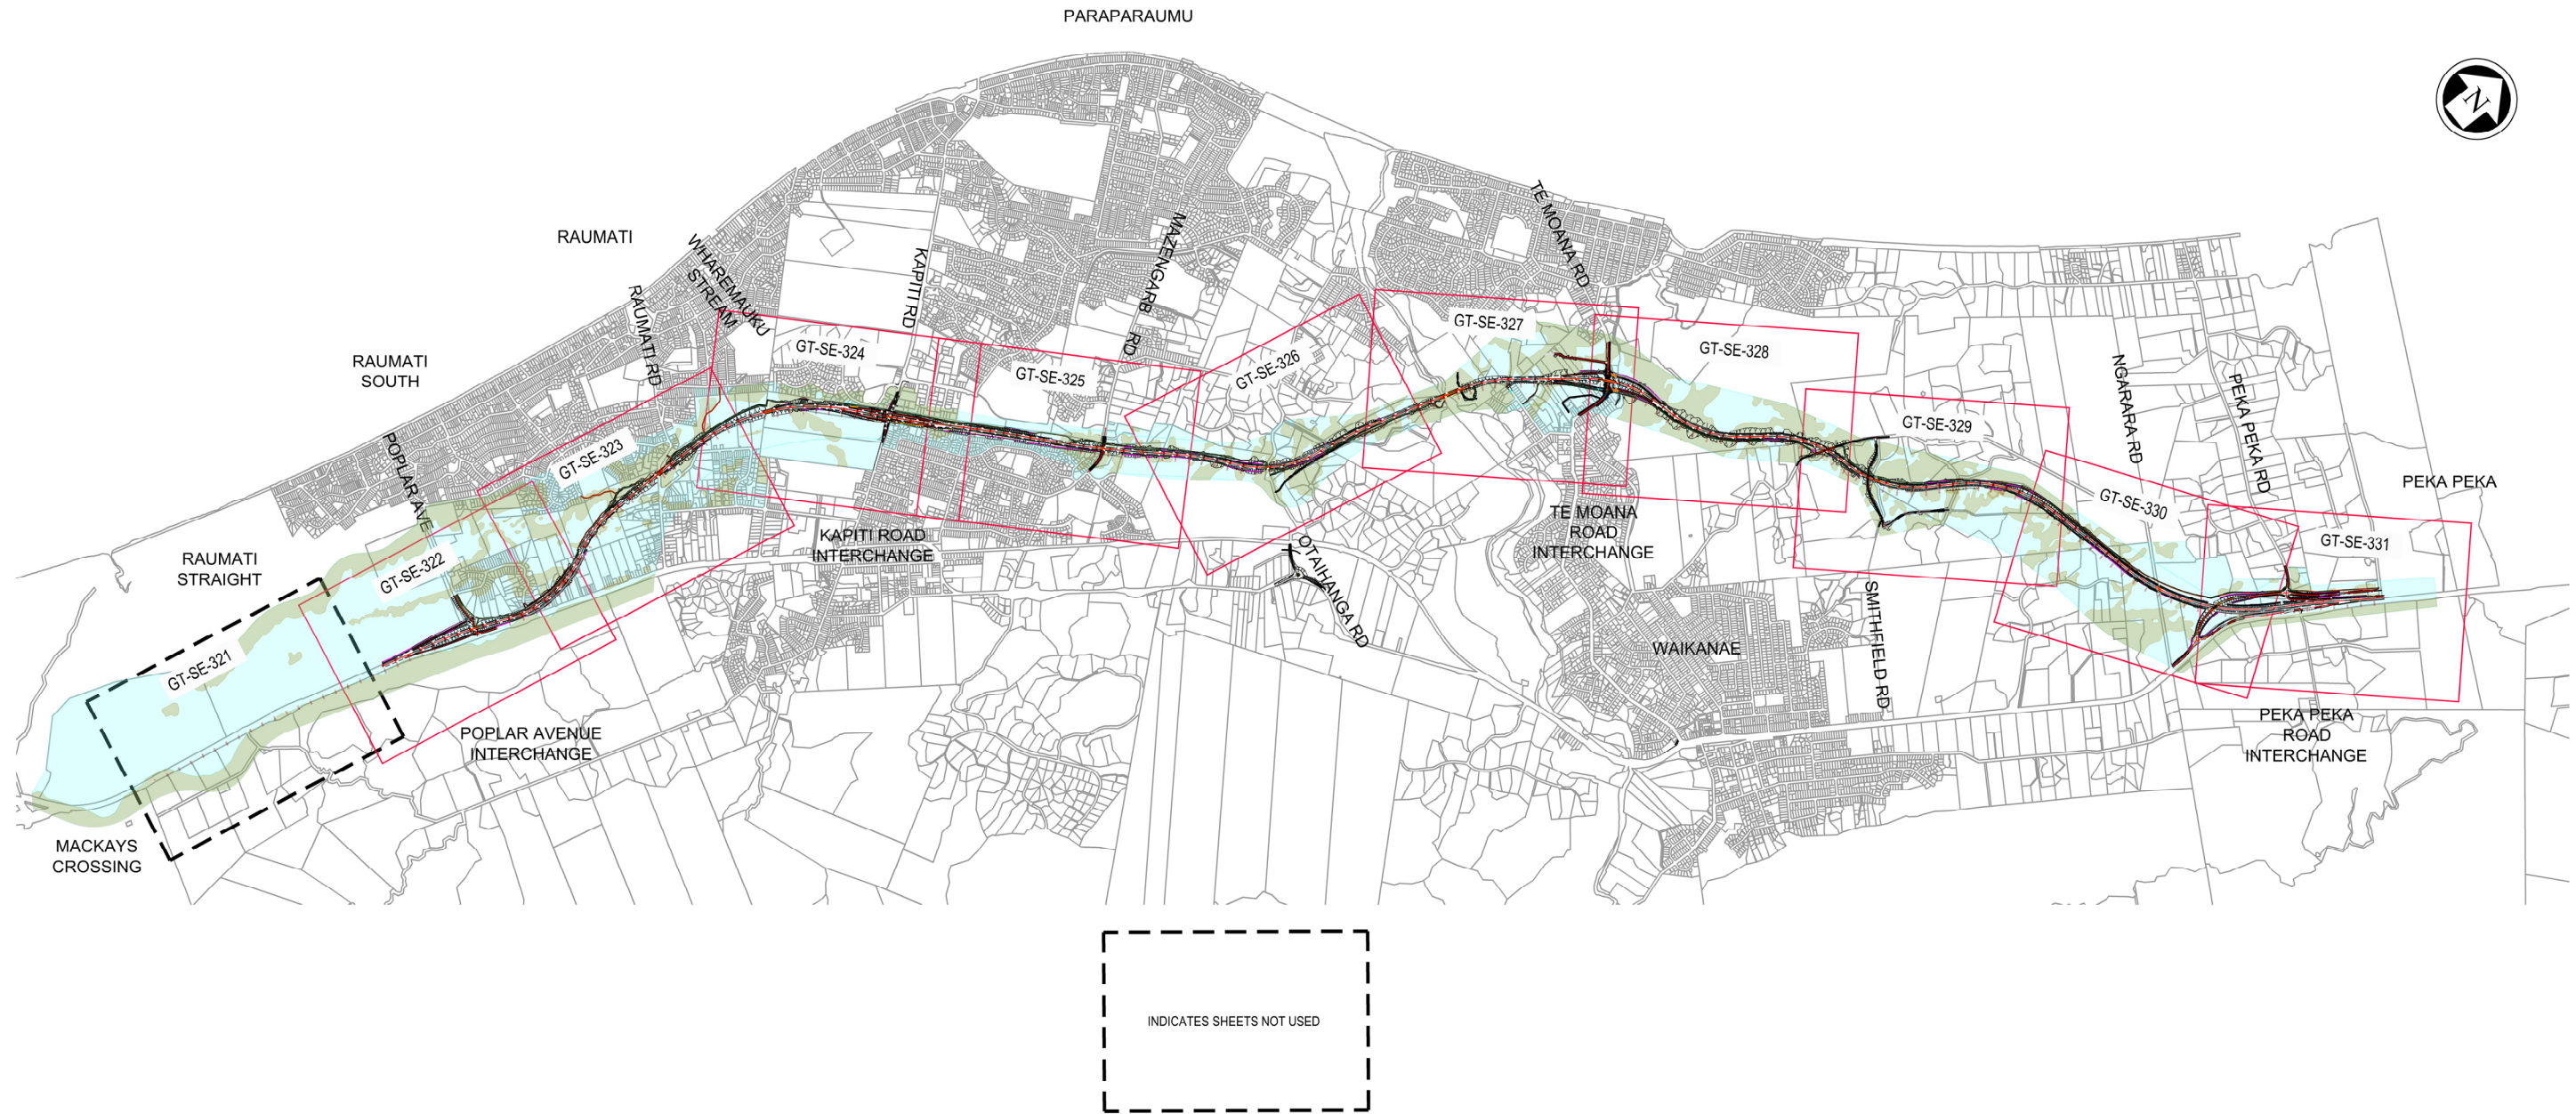 PARAPARAUMU
N
RAUMATI
WHAREMAUKU
STREAM
KAPITI RD
MAZENGARB RD
TE MOANA RD
RAUMATI RD
RAUMATI
SOUTH
POPLAR AVE
GT-SE-321
GT-SE-322
GT-SE-323
GT-SE-324
GT-SE-325
GT-SE-326
GT-SE-327
GT-SE-328
GT-SE-329
GT-SE-330
GT-SE-331
NGARARA RD
PEKA PEKA RD
PEKA PEKA
RAUMATI
STRAIGHT
KAPITI ROAD
INTERCHANGE
TE MOANA
ROAD
INTERCHANGE
OTAIHANGA RD
SMITHFIELD RD
WAIKANAE
POPLAR AVENUE
INTERCHANGE
PEKA PEKA
ROAD
INTERCHANGE
MACKAYS
CROSSING
INDICATES SHEETS NOT USED